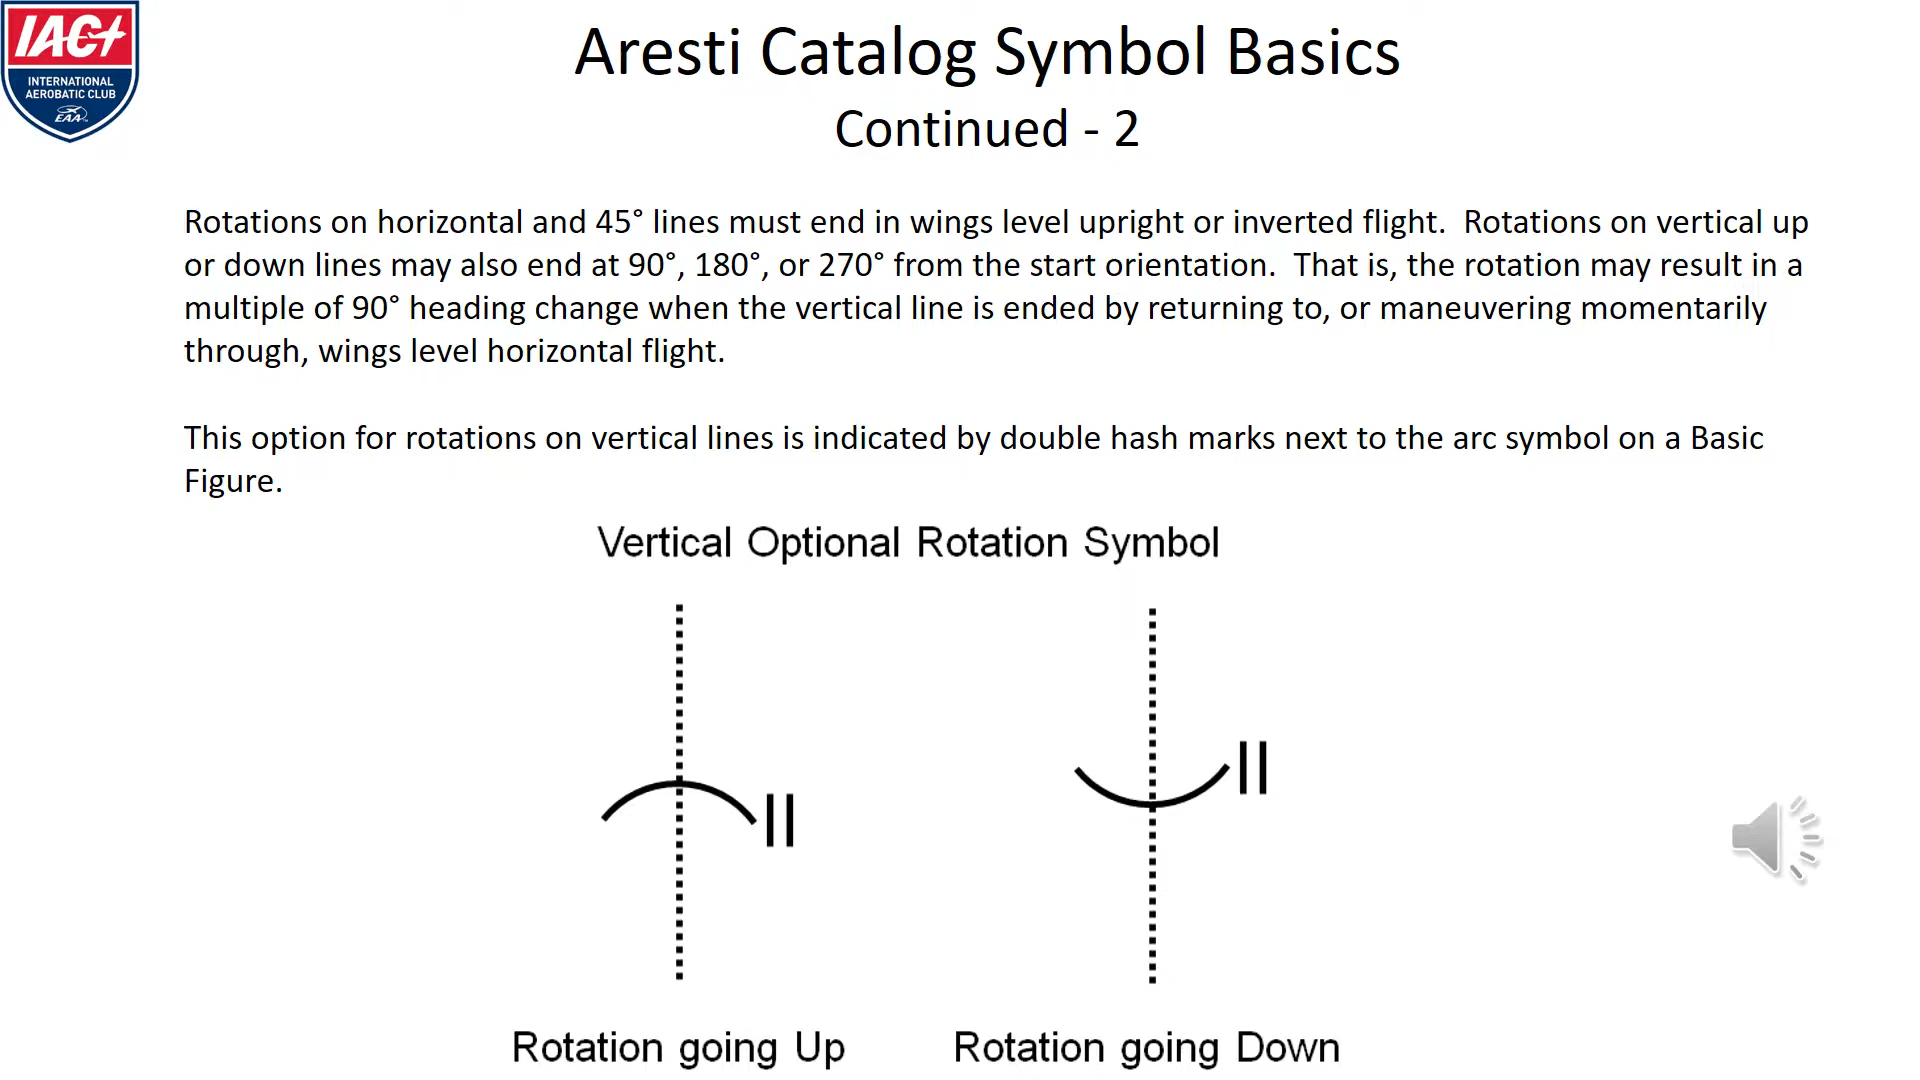 IAC
INTERNATIONAL
AEROBATIC CLUB
EAA
Aresti Catalog Symbol Basics
Continued - 2
Rotations on horizontal and 45° lines must end in wings level upright or inverted flight.  Rotations on vertical up
or down lines may also end at 90°, 180°, or 270° from the start orientation.  That is, the rotation may result in a
multiple of 90° heading change when the vertical line is ended by returning to, or maneuvering momentarily
through, wings level horizontal flight.
This option for rotations on vertical lines is indicated by double hash marks next to the arc symbol on a Basic
Figure.
Vertical Optional Rotation Symbol
Rotation going Up
Rotation going Down